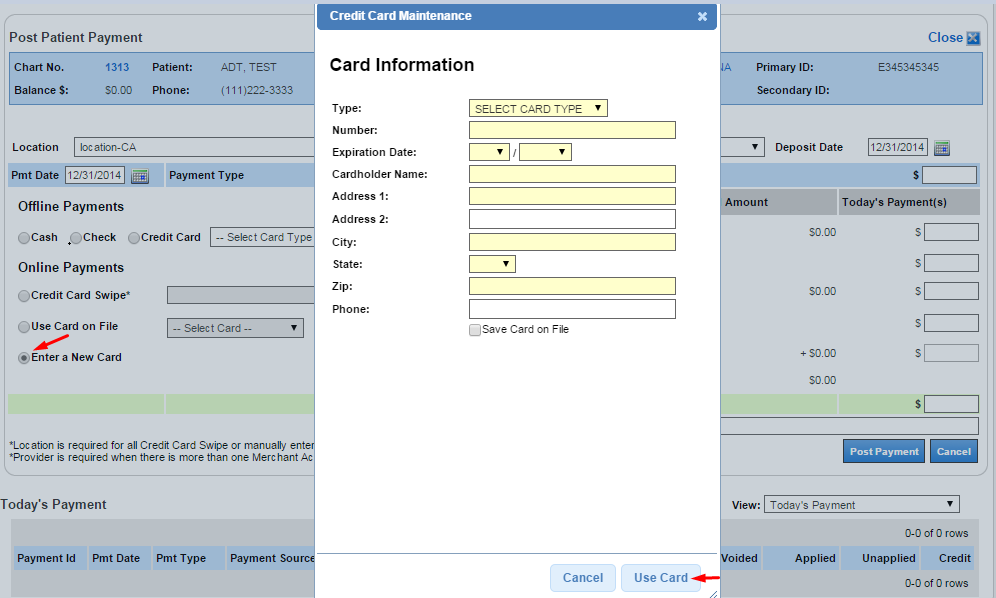 Credit Card Maintenance
Post Patient Payment
Close
Card Information
Chart No. 1313 Patient: ADT, TEST
Primary ID: E345345345
Balance $: $0.00 Phone: (111)222-3333
Secondary ID:
Type: SELECT CARD TYPE
Number:
Expiration Date: /
Cardholder Name:
Address 1:
Address 2:
City:
State:
Zip:
Phone:
Save Card on File
Location location-CA
Deposit Date 12/31/2014
Pmt Date 12/31/2014 Payment Type
$
Offline Payments
Amount Today's Payment(s)
Cash Check Credit Card -- Select Card Type
$0.00 $
Online Payments
$
Credit Card Swipe*
$0.00 $
Use Card on File -- Select Card --
$
Enter a New Card
+ $0.00 $
$0.00
$
*Location is required for all Credit Card Swipe or manually enter
*Provider is required when there is more than one Merchant Ac
Post Payment Cancel
Today's Payment
View: Today's Payment
0-0 of 0 rows
Payment Id Pmt Date Pmt Type Payment Source
Voided Applied Unapplied Credit
0-0 of 0 rows
Cancel Use Card